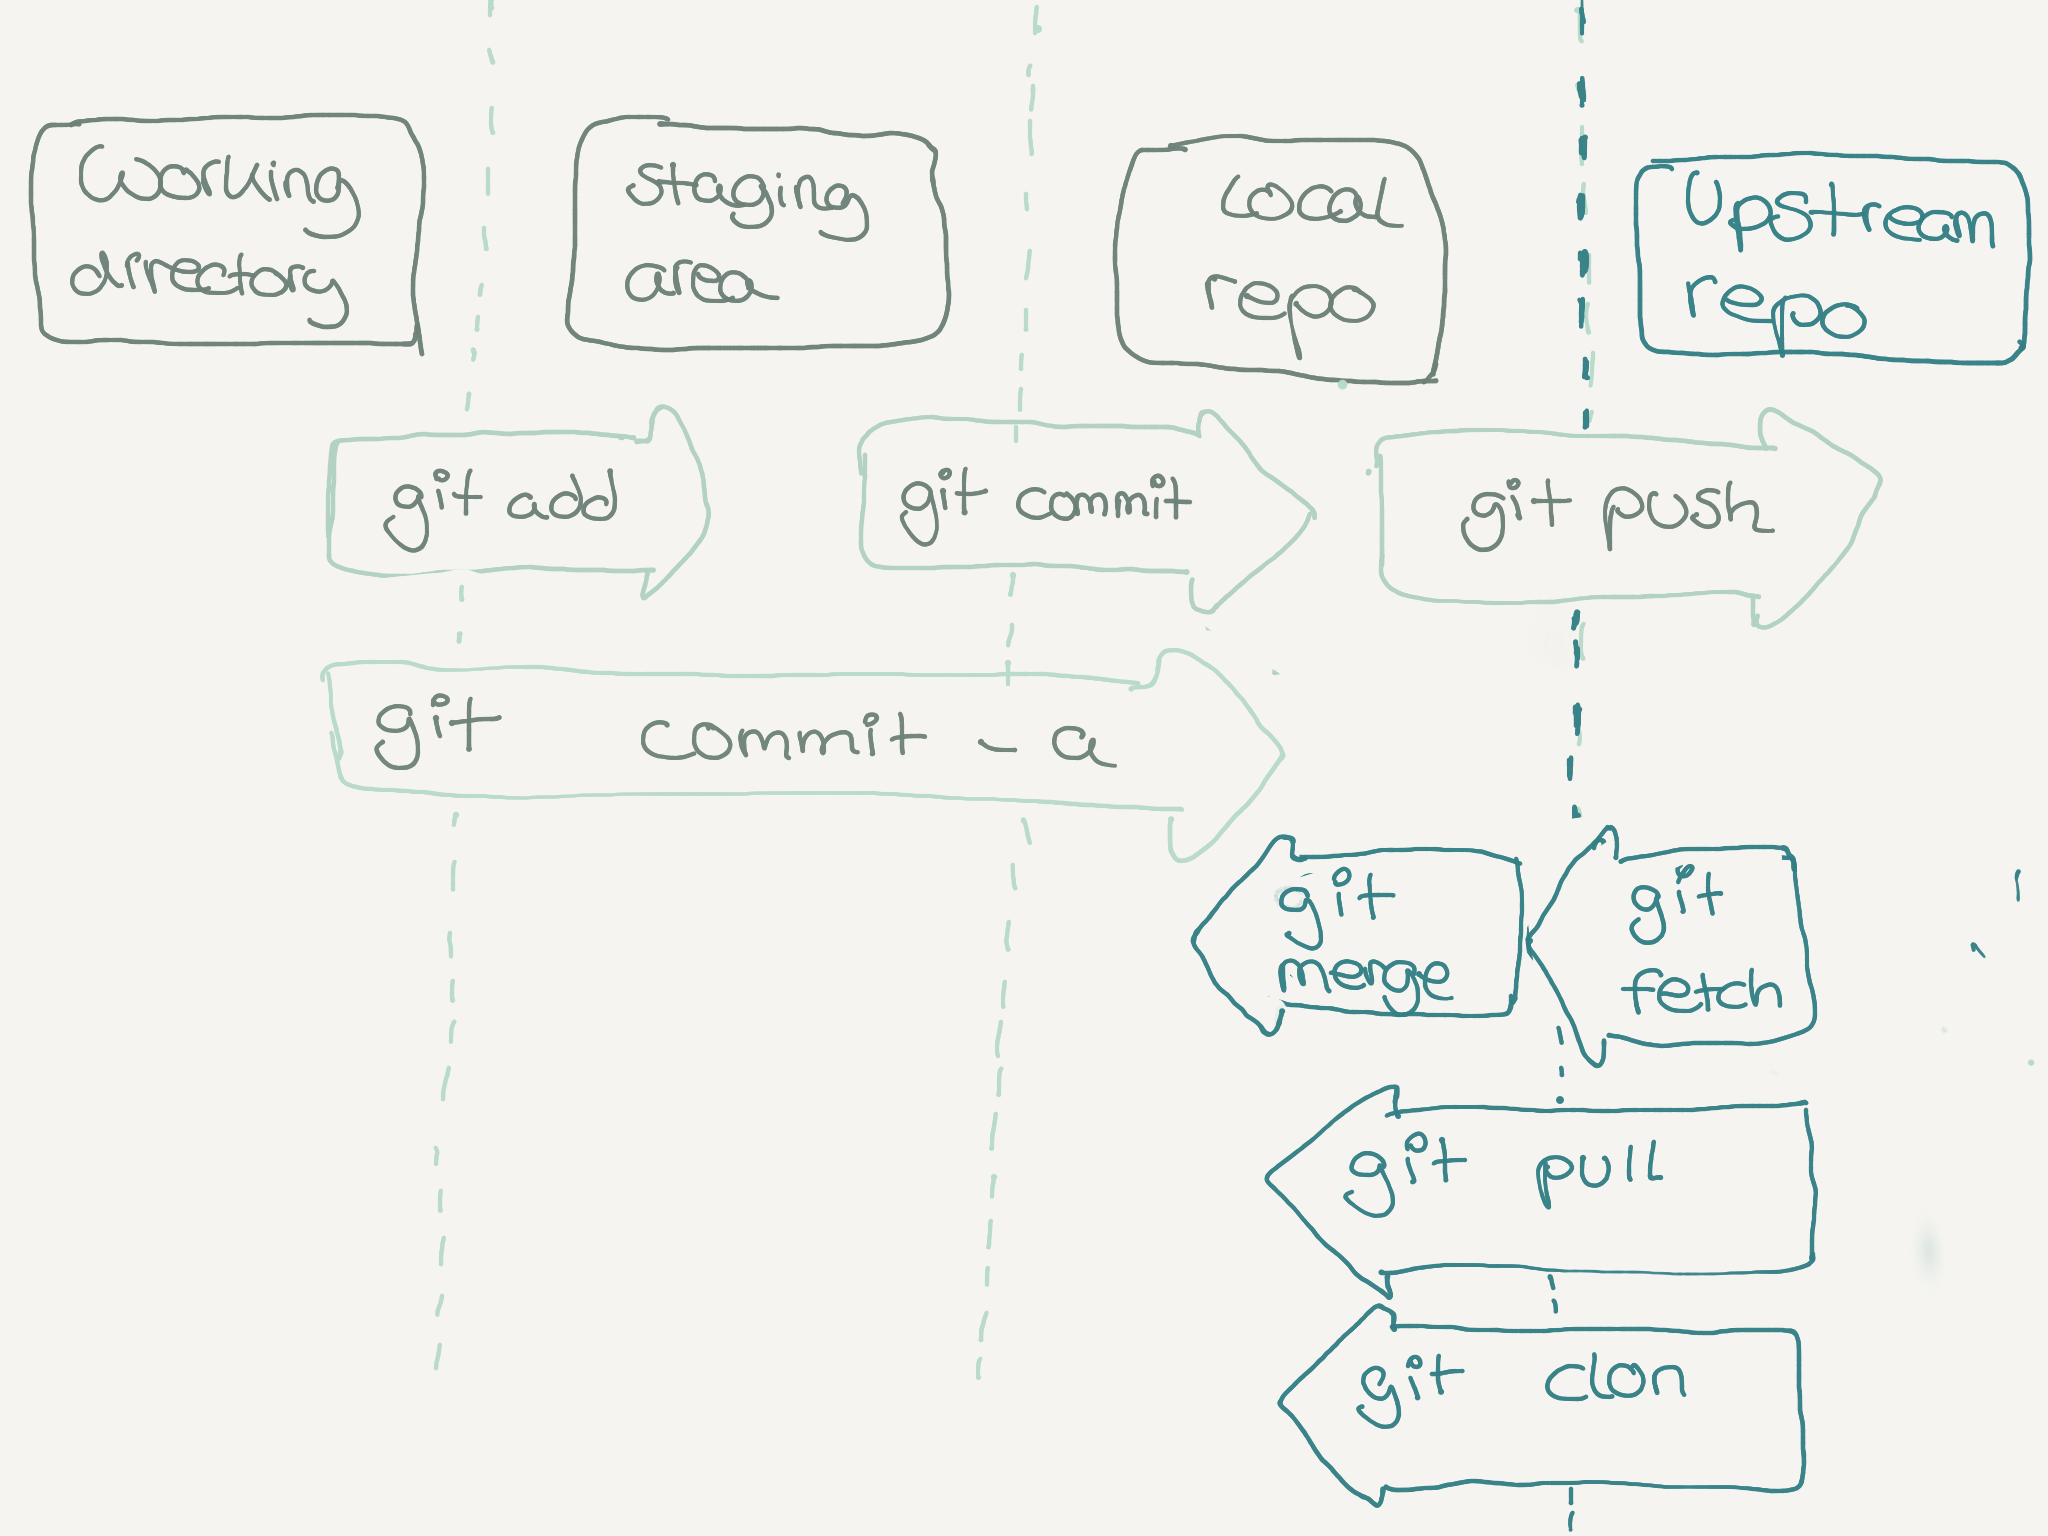 Working
dirrectory
staging
area
Local
repo
Upstream
repo
git add
git commit
git push
git commit - a
git
merge
git
fetch
git pull
git clon